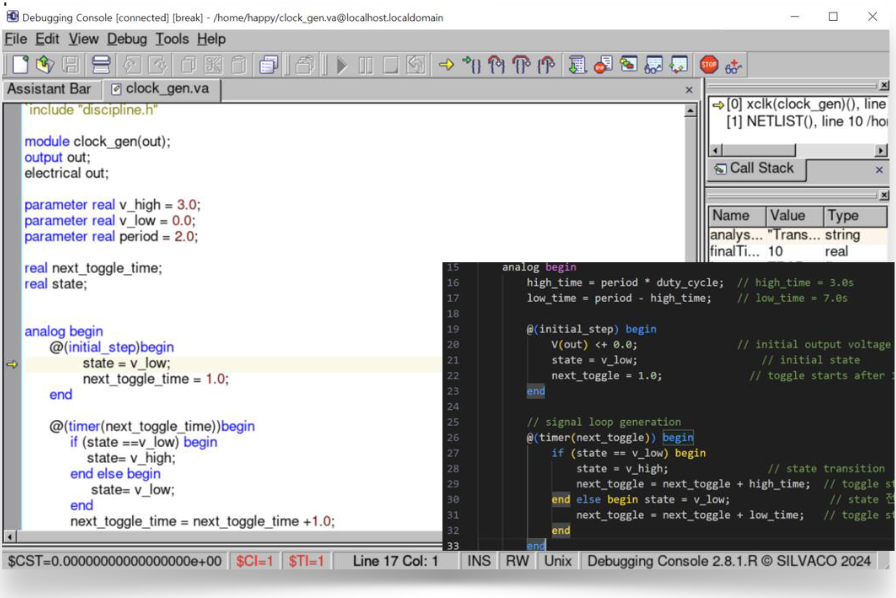 Debugging Console [connected] [break] - /home/happy/clock_gen.va@localhost.localdomain
File Edit View Debug Tools Help
STOP
Assistant Bar clock_gen.va
`include "discipline.h"
module clock_gen(out);
output out;
electrical out;
parameter real v_high = 3.0;
parameter real v_low = 0.0;
parameter real period = 2.0;
real next_toggle_time;
real state;
analog begin
@(initial_step)begin
state = v_low;
next_toggle_time = 1.0;
end
@(timer(next_toggle_time))begin
if (state ==v_low) begin
state= v_high;
end else begin
state= v_low;
end
next_toggle_time = next_toggle_time +1.0;
[0] xclk(clock_gen)(), line
[1] NETLIST(), line 10 /hor
Call Stack
Name Value Type
analys... "Trans... string
finalTi... 10 real
15 analog begin
16 high_time = period * duty_cycle; // high_time = 3.0s
17 low_time = period - high_time; // low_time = 7.0s
18
19 @(initial_step) begin
20 V(out) <+ 0.0; // initial output voltage
21 state = v_low; // initial state
22 next_toggle = 1.0; // toggle starts after
23 end
24
25 // signal loop generation
26 @(timer(next_toggle)) begin
27 if (state == v_low) begin
28 state = v_high; // state transition
29 next_toggle = next_toggle + high_time; // toggle st
30 end else begin state = v_low; // state
31 next_toggle = next_toggle + low_time; // toggle st
32 end
33 end
$CST=0.00000000000000000e+00 $CI=1 $TI=1 Line 17 Col: 1 INS RW Unix Debugging Console 2.8.1.R © SILVACO 2024